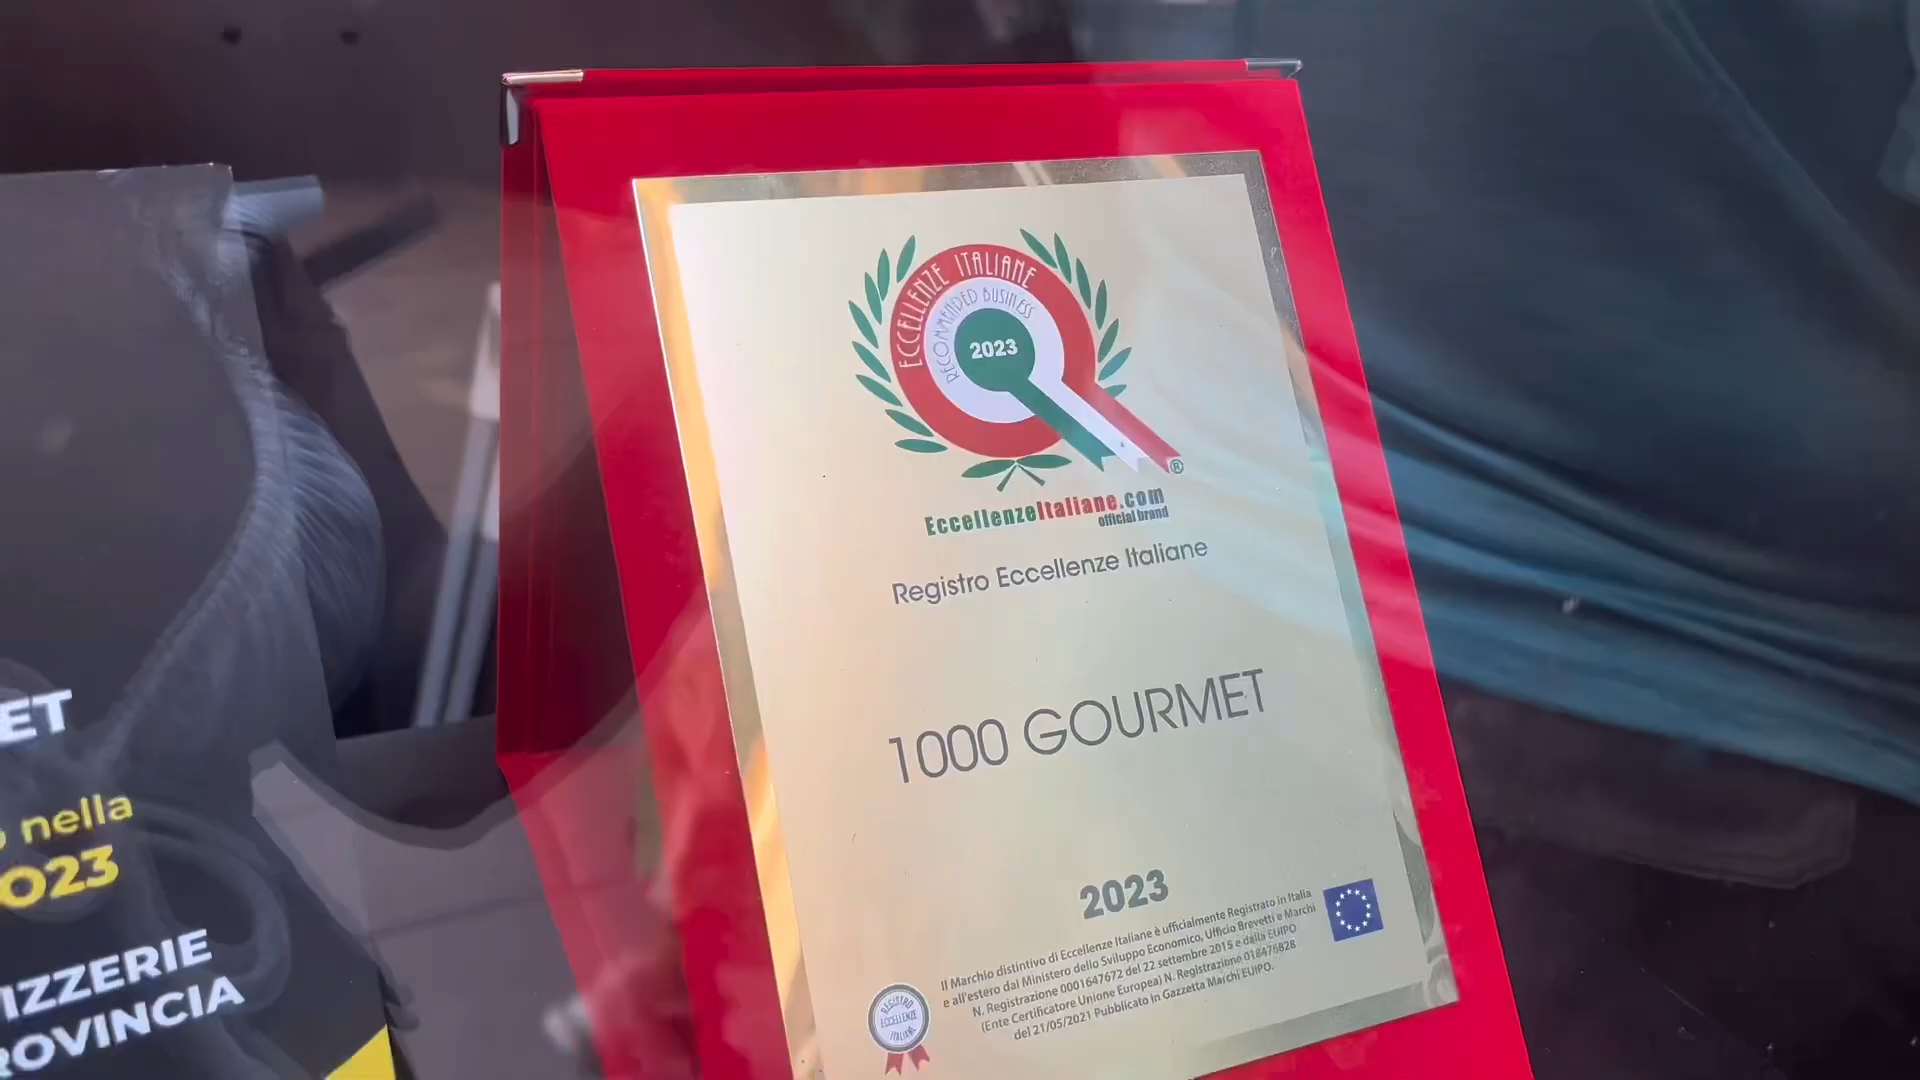 ECCELLENZE ITALIANE
RECOMMENDED BUSINESS
2023
®
EccellenzeItaliane.com
official brand
Registro Eccellenze Italiane
1000 GOURMET
2023
Il Marchio distintivo di Eccellenze Italiane è ufficialmente Registrato in Italia
e all'estero dal Ministero dello Sviluppo Economico, Ufficio Brevetti e Marchi
N. Registrazione 0001647672 del 22 settembre 2015 e dalla EUIPO
(Ente Certificatore Unione Europea) N. Registrazione 018476828
del 21/05/2021 Pubblicato in Gazzetta Marchi EUIPO.
REGISTRO
ECCELLENZE
ITALIANE
ET
nella
023
IZZERIE
ROVINCIA